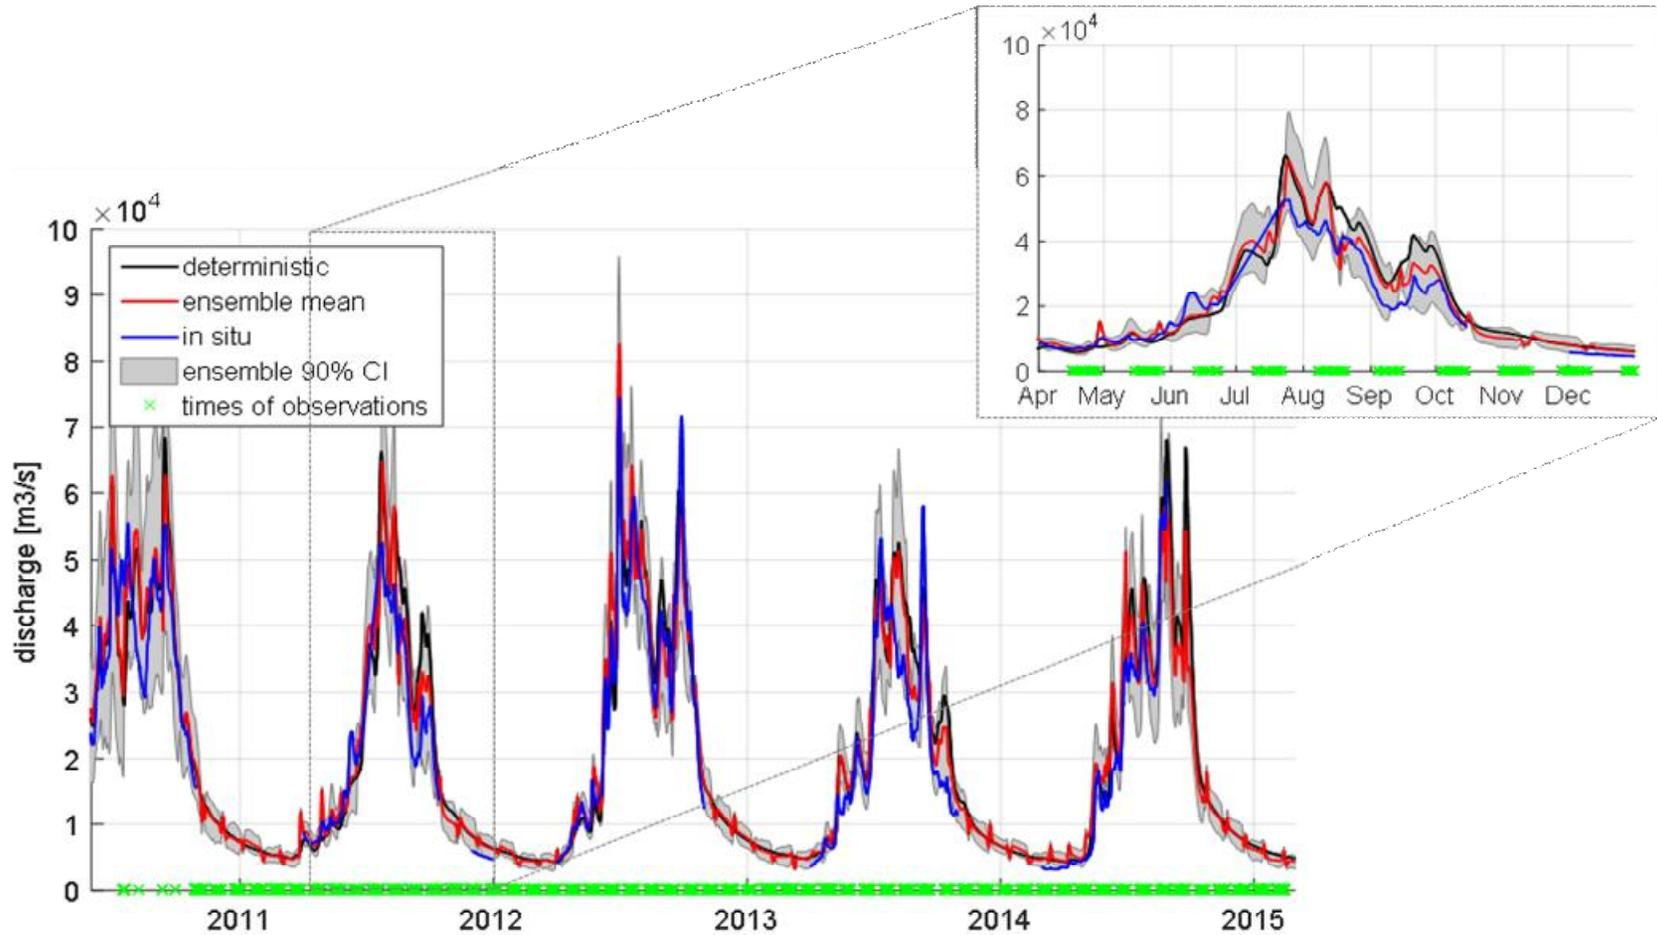 ×10⁴
10
8
6
4
2
0
Apr May Jun Jul Aug Sep Oct Nov Dec
×10⁴
10
9
8
7
6
5
4
3
2
1
0
discharge [m3/s]
deterministic
ensemble mean
in situ
ensemble 90% CI
times of observations
2011 2012 2013 2014 2015